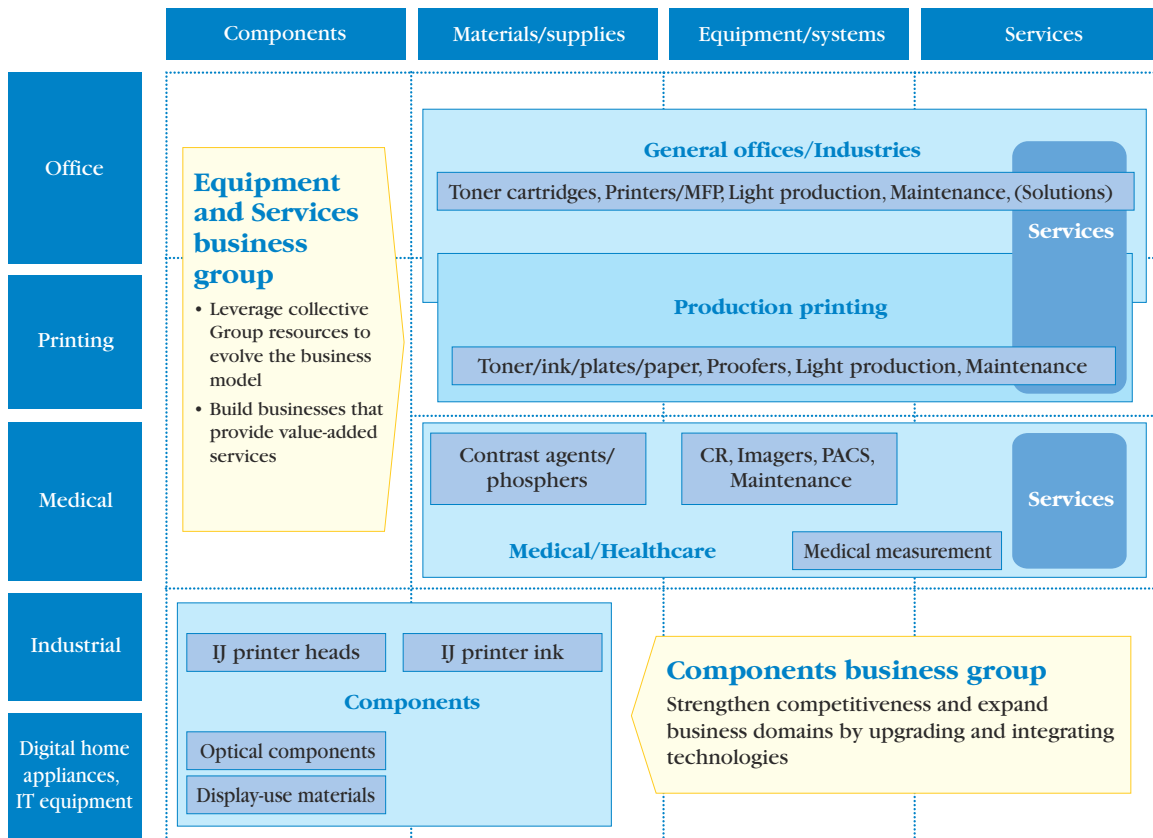 Components
Materials/supplies
Equipment/systems
Services
Office
Printing
Medical
Industrial
Digital home
appliances,
IT equipment
Equipment
and Services
business
group
• Leverage collective
Group resources to
evolve the business
model
• Build businesses that
provide value-added
services
General offices/Industries
Toner cartridges, Printers/MFP, Light production, Maintenance, (Solutions)
Services
Production printing
Toner/ink/plates/paper, Proofers, Light production, Maintenance
Contrast agents/
phosphers
CR, Imagers, PACS,
Maintenance
Services
Medical/Healthcare
Medical measurement
IJ printer heads
IJ printer ink
Components
Optical components
Display-use materials
Components business group
Strengthen competitiveness and expand
business domains by upgrading and integrating
technologies